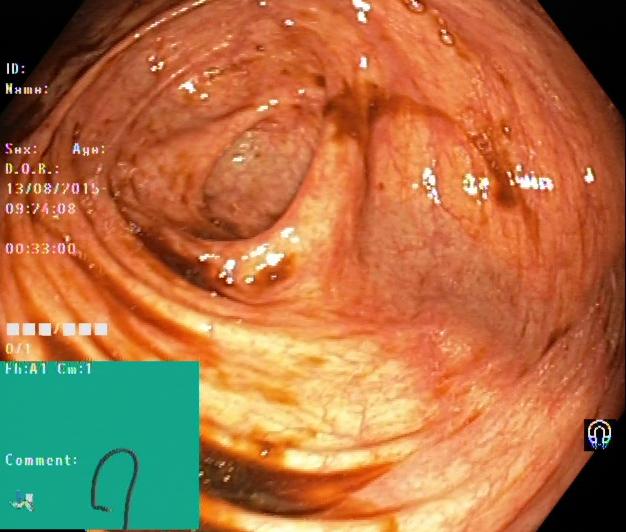 ID:
Name:
Sex: Age:
D.O.B.:
13/08/2015
09:24:08
00:33:00
0/1
Eh:A1 Cm:1
Comment: